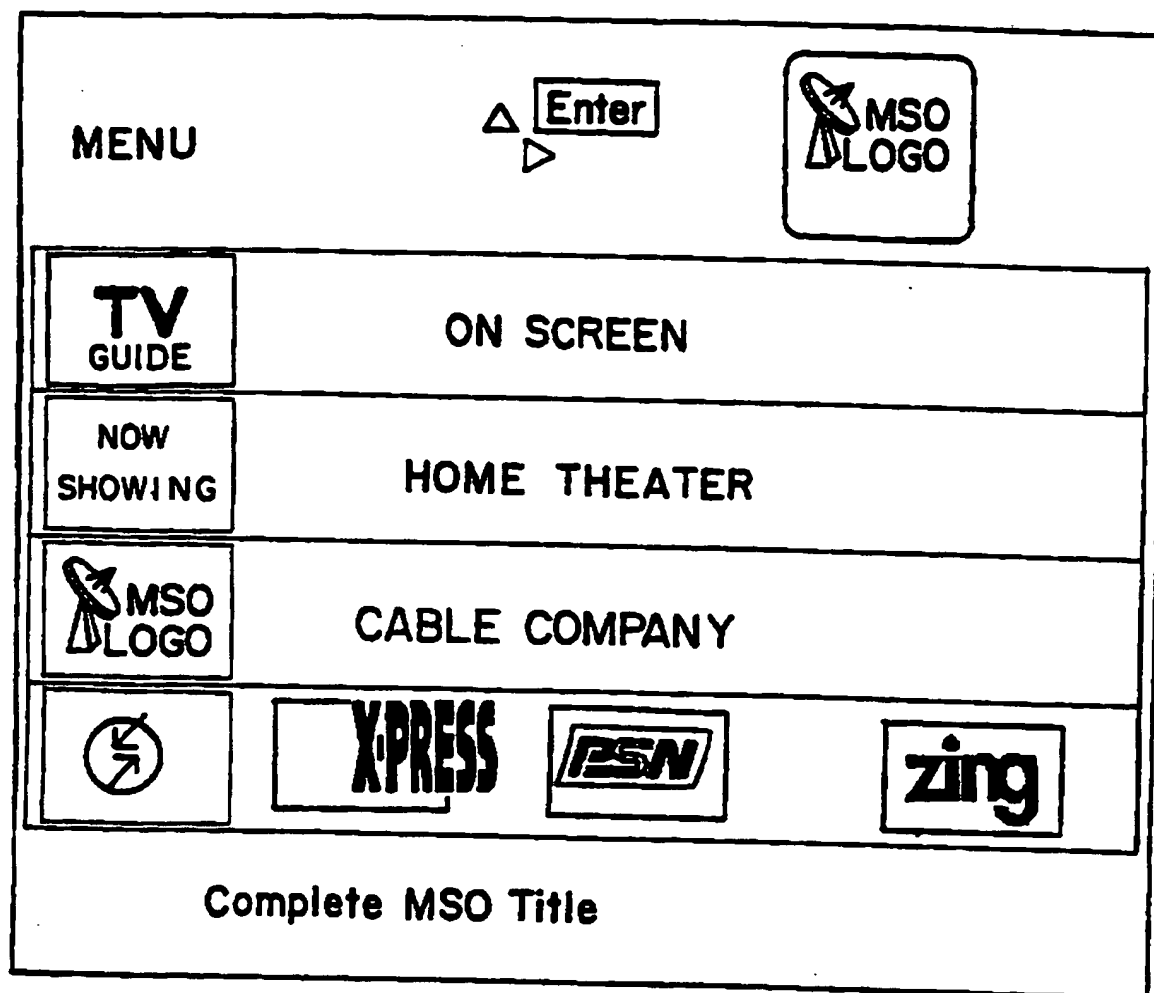 MENU
Enter
MSO
LOGO
TV
GUIDE
ON SCREEN
NOW
SHOWING
HOME THEATER
MSO
LOGO
CABLE COMPANY
X·PRESS
PSN
zing
Complete MSO Title